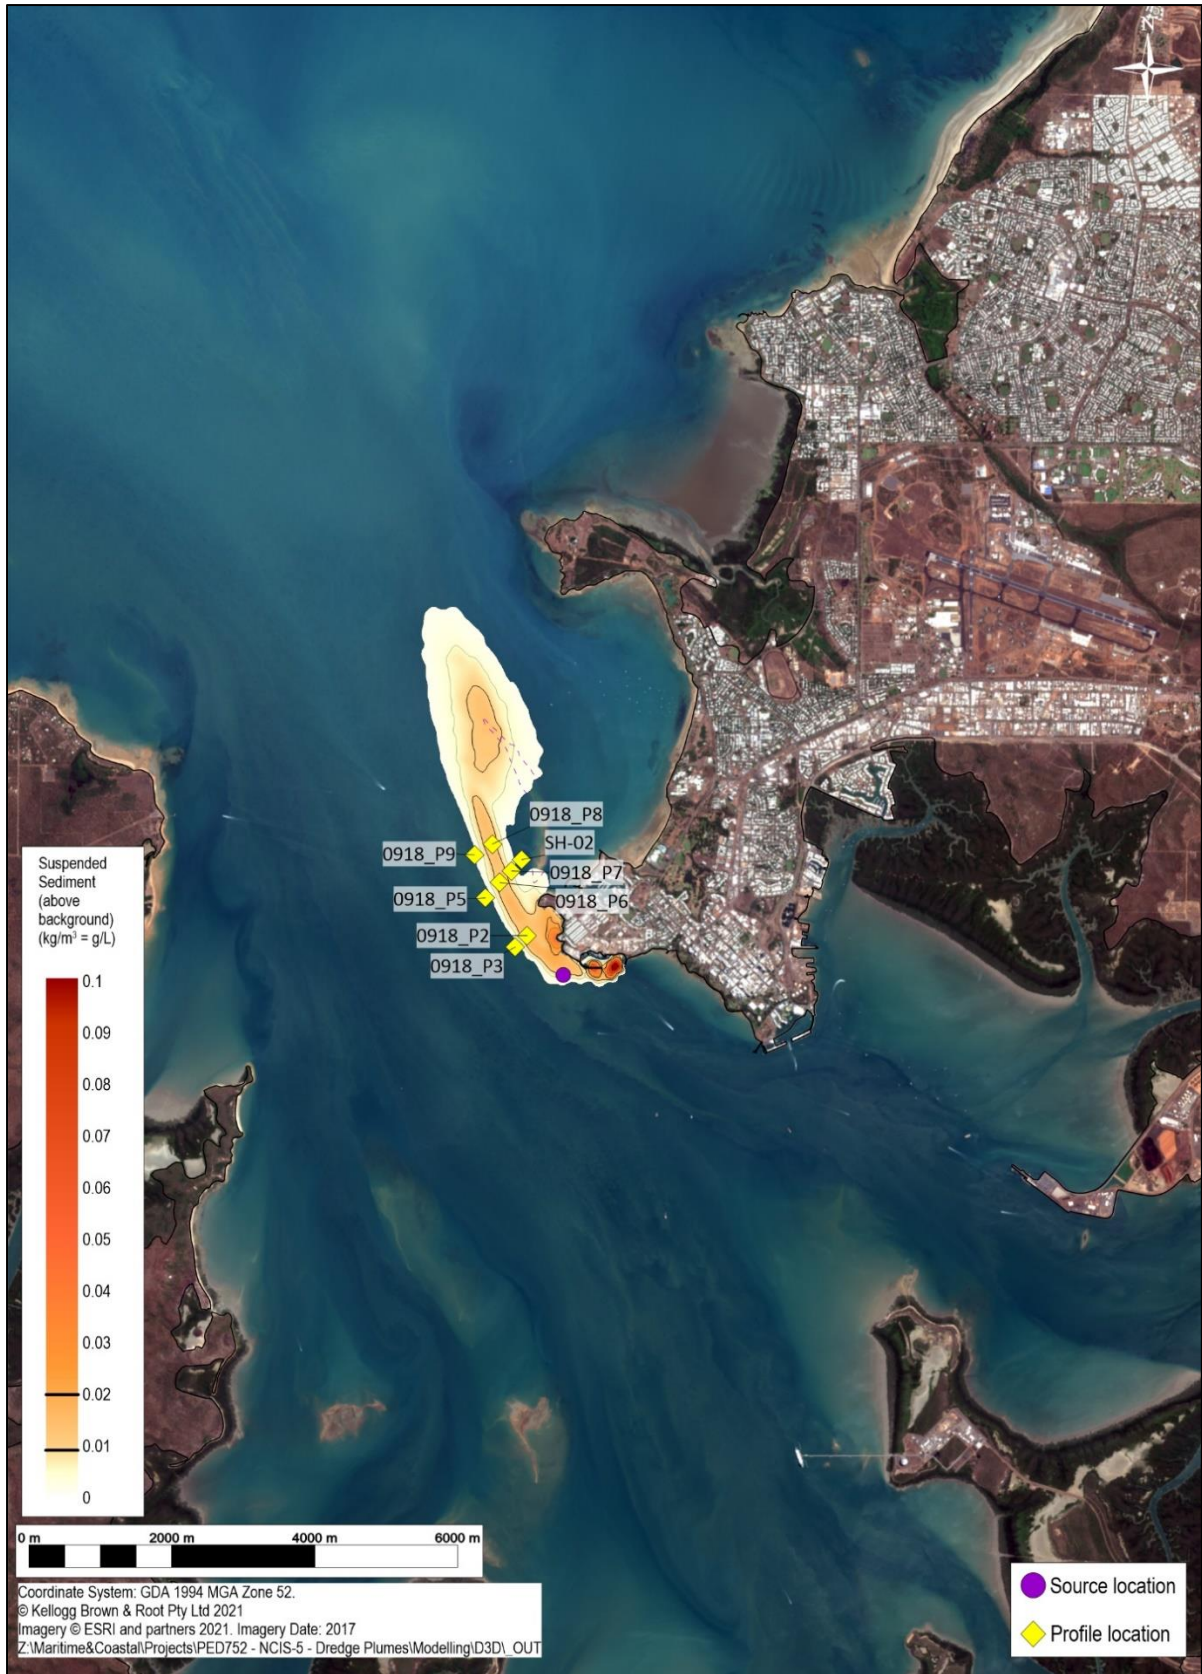 N
0918_P8
SH-02
0918_P9
0918_P7
0918_P5
0918_P6
0918_P2
0918_P3
Suspended
Sediment
(above
background)
(kg/m³ = g/L)
0.1
0.09
0.08
0.07
0.06
0.05
0.04
0.03
0.02
0.01
0
0 m 2000 m 4000 m 6000 m
Coordinate System: GDA 1994 MGA Zone 52.
© Kellogg Brown & Root Pty Ltd 2021
Imagery © ESRI and partners 2021. Imagery Date: 2017
Z:\Maritime&Coastal\Projects\PED752 - NCIS-5 - Dredge Plumes\Modelling\D3D\_OUT
Source location
Profile location